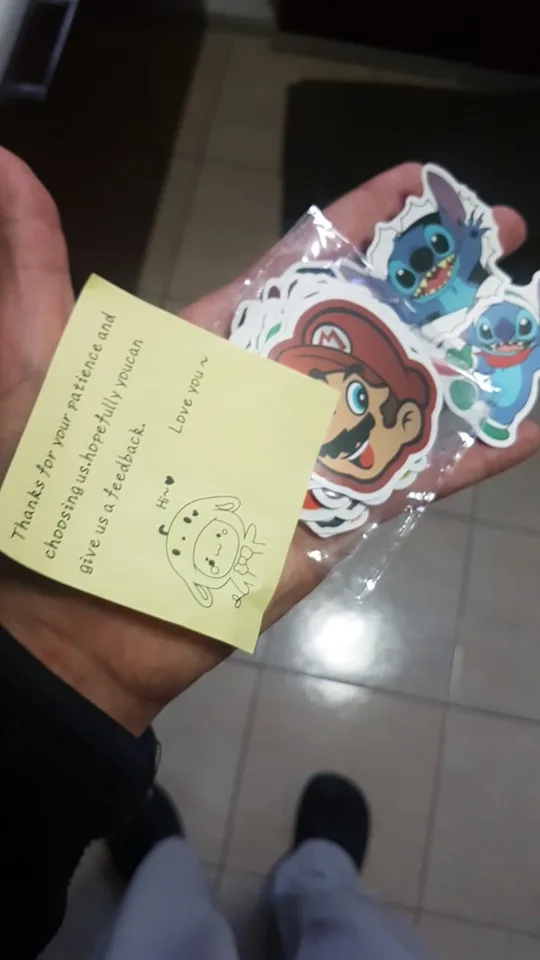 Thanks for your patience and
choosing us.hopefully youcan
give us a feedback.
Love you ~
Hi~♥
M